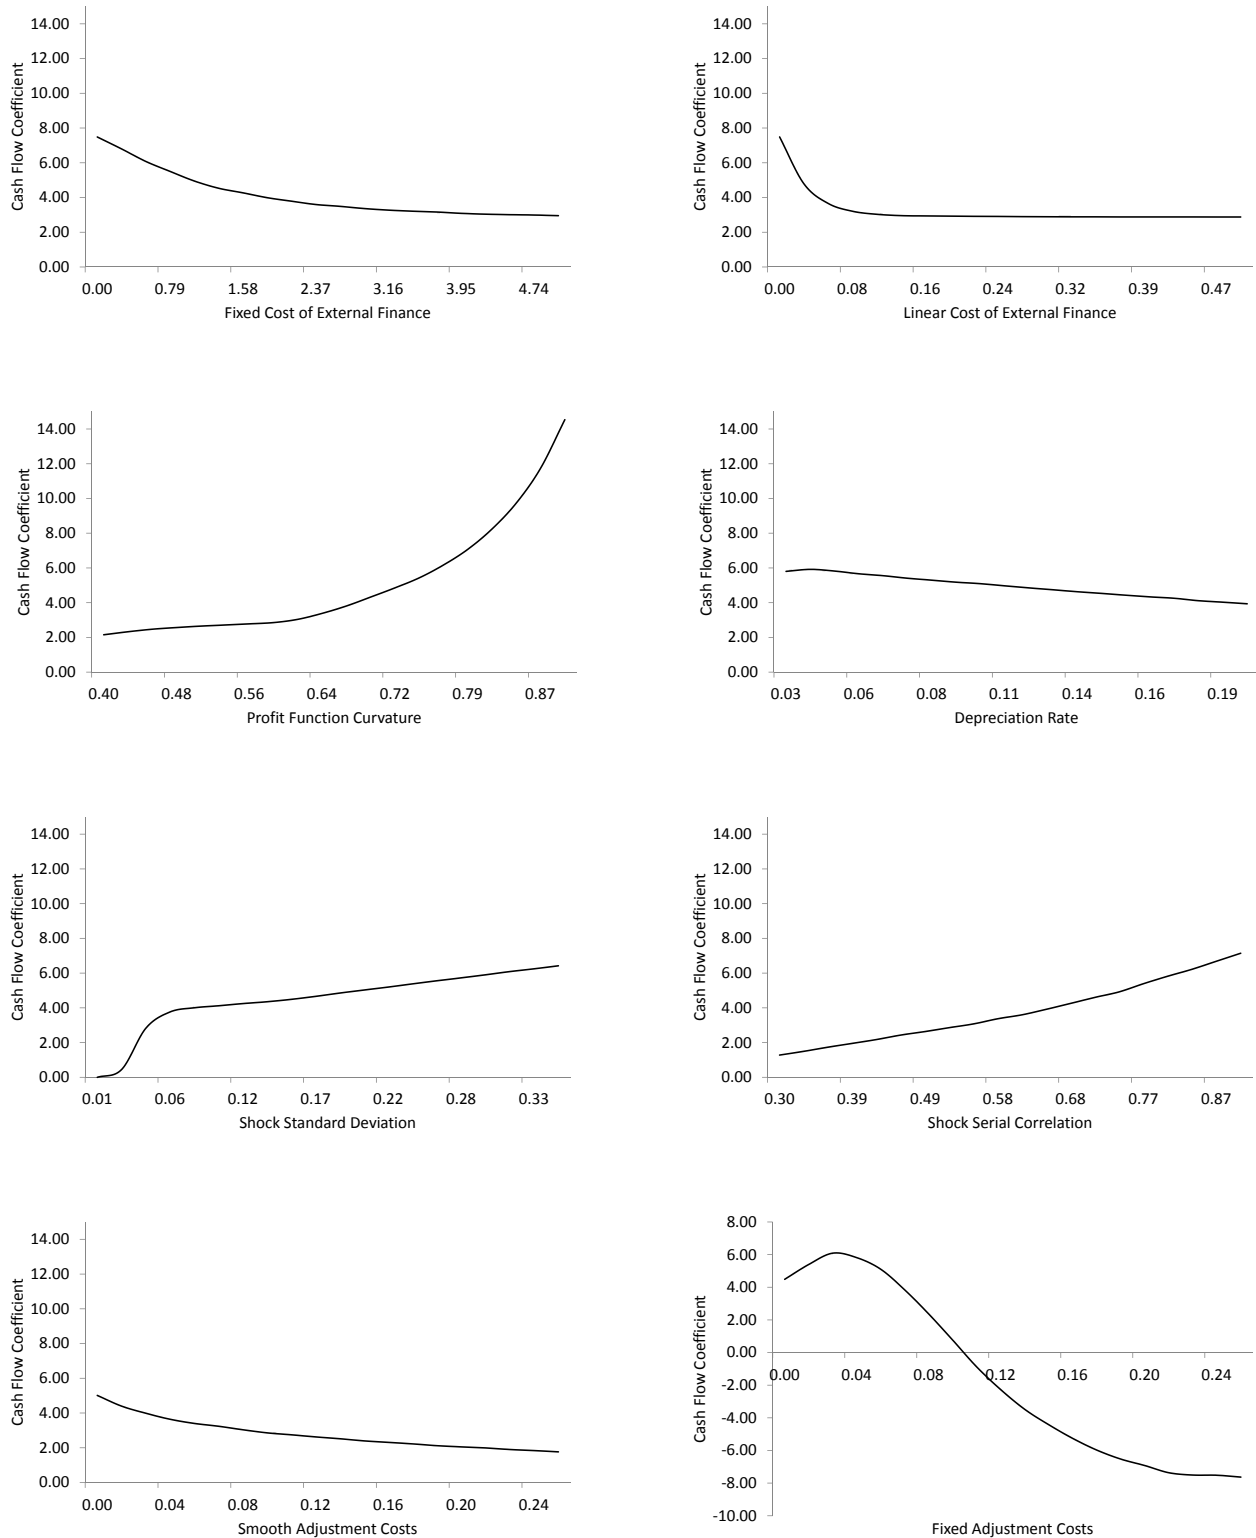 14.00
12.00
10.00
8.00
6.00
4.00
2.00
0.00
Cash Flow Coefficient
0.00 0.79 1.58 2.37 3.16 3.95 4.74
Fixed Cost of External Finance
14.00
12.00
10.00
8.00
6.00
4.00
2.00
0.00
Cash Flow Coefficient
0.00 0.08 0.16 0.24 0.32 0.39 0.47
Linear Cost of External Finance
14.00
12.00
10.00
8.00
6.00
4.00
2.00
0.00
Cash Flow Coefficient
0.40 0.48 0.56 0.64 0.72 0.79 0.87
Profit Function Curvature
14.00
12.00
10.00
8.00
6.00
4.00
2.00
0.00
Cash Flow Coefficient
0.03 0.06 0.08 0.11 0.14 0.16 0.19
Depreciation Rate
14.00
12.00
10.00
8.00
6.00
4.00
2.00
0.00
Cash Flow Coefficient
0.01 0.06 0.12 0.17 0.22 0.28 0.33
Shock Standard Deviation
14.00
12.00
10.00
8.00
6.00
4.00
2.00
0.00
Cash Flow Coefficient
0.30 0.39 0.49 0.58 0.68 0.77 0.87
Shock Serial Correlation
14.00
12.00
10.00
8.00
6.00
4.00
2.00
0.00
Cash Flow Coefficient
0.00 0.04 0.08 0.12 0.16 0.20 0.24
Smooth Adjustment Costs
8.00
6.00
4.00
2.00
0.00
-2.00
-4.00
-6.00
-8.00
-10.00
Cash Flow Coefficient
0.00 0.04 0.08 0.12 0.16 0.20 0.24
Fixed Adjustment Costs